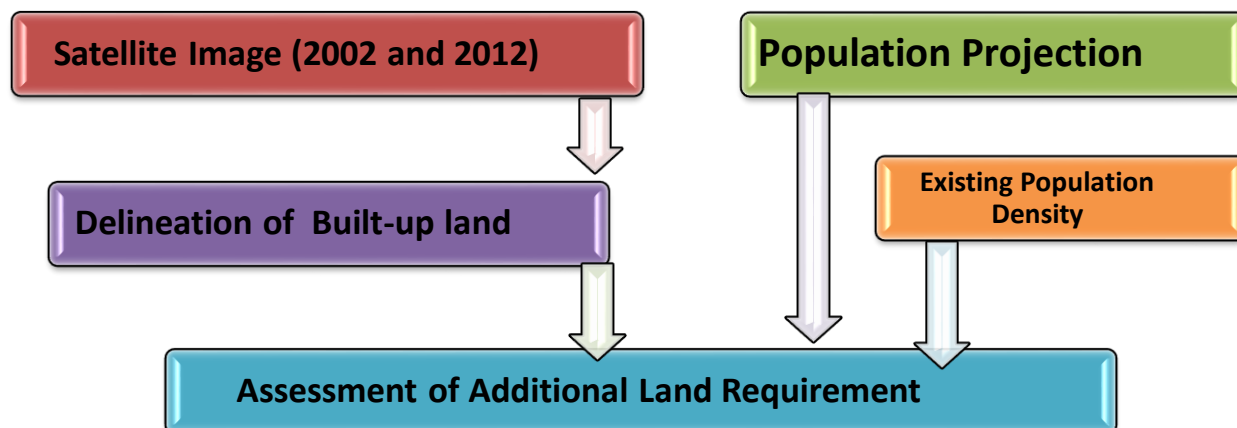 Satellite Image (2002 and 2012)
Population Projection
Existing Population
Density
Delineation of Built-up land
Assessment of Additional Land Requirement